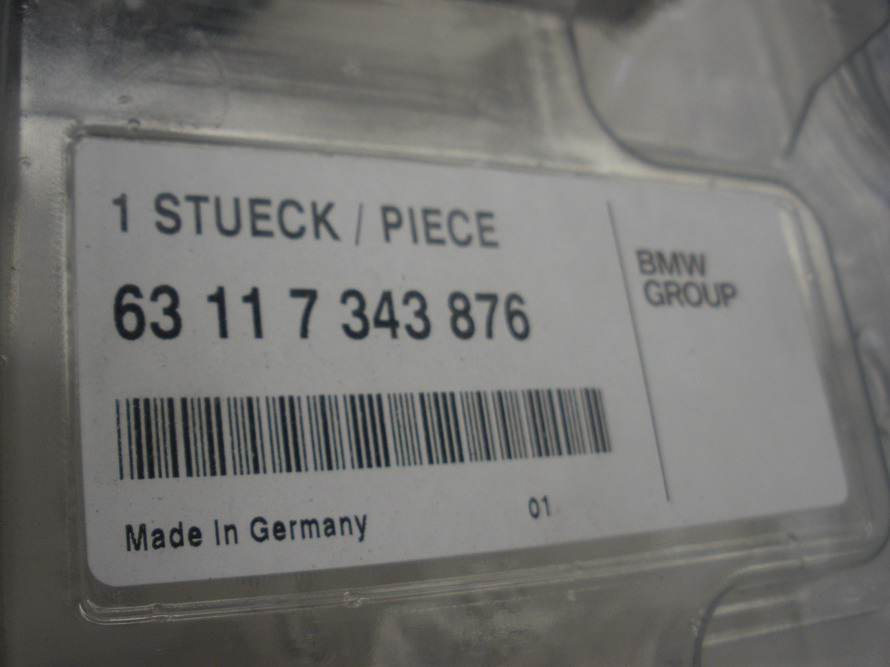 1 STUECK / PIECE
63 11 7 343 876
BMW
GROUP
Made In Germany
01